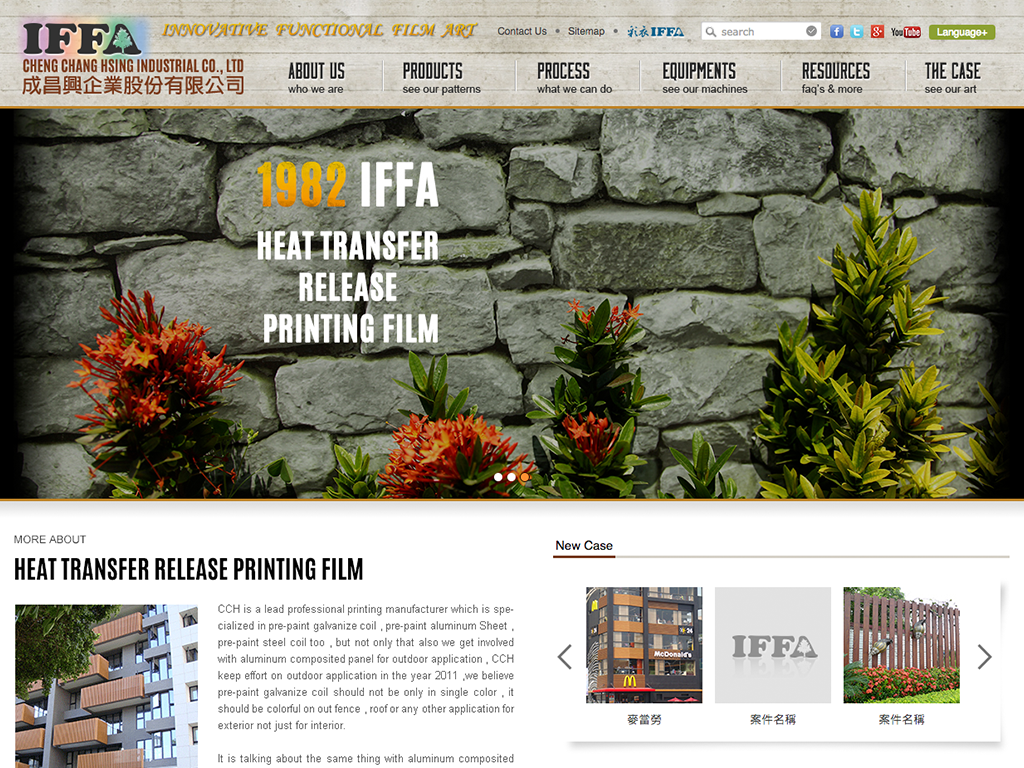 IFFA
CHENG CHANG HSING INDUSTRIAL CO., LTD
成昌興企業股份有限公司
INNOVATIVE FUNCTIONAL FILM ART
Contact Us • Sitemap • 彩衣 IFFA
search
You Tube
Language+
ABOUT US
who we are
PRODUCTS
see our patterns
PROCESS
what we can do
EQUIPMENTS
see our machines
RESOURCES
faq's & more
THE CASE
see our art
1982 IFFA
HEAT TRANSFER
RELEASE
PRINTING FILM
MORE ABOUT
HEAT TRANSFER RELEASE PRINTING FILM
CCH is a lead professional printing manufacturer which is spe-
cialized in pre-paint galvanize coil , pre-paint aluminum Sheet ,
pre-paint steel coil too , but not only that also we get involved
with aluminum composited panel for outdoor application , CCH
keep effort on outdoor application in the year 2011 ,we believe
pre-paint galvanize coil should not be only in single color , it
should be colorful on out fence , roof or any other application for
exterior not just for interior.
It is talking about the same thing with aluminum composited
New Case
McDonald's
麥當勞
IFFA
案件名稱
案件名稱